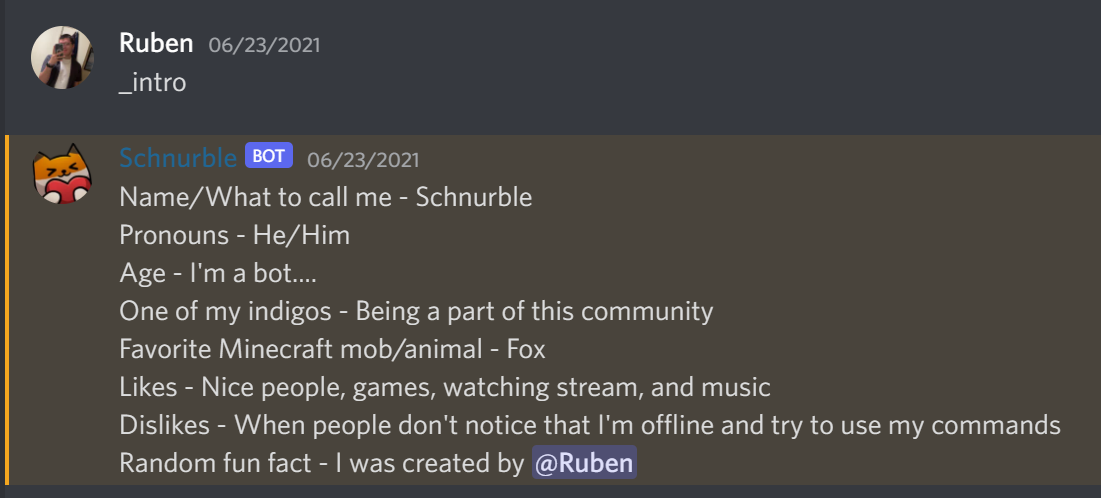 Ruben 06/23/2021
_intro
Schnurble BOT 06/23/2021
Name/What to call me - Schnurble
Pronouns - He/Him
Age - I'm a bot....
One of my indigos - Being a part of this community
Favorite Minecraft mob/animal - Fox
Likes - Nice people, games, watching stream, and music
Dislikes - When people don't notice that I'm offline and try to use my commands
Random fun fact - I was created by @Ruben